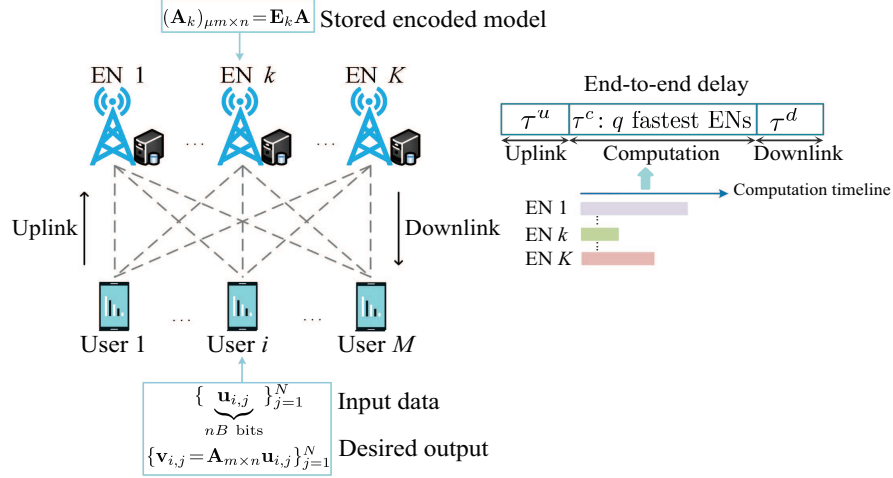 (A_k)_{μm×n} = E_k A Stored encoded model
EN 1 EN k EN K
... ...
End-to-end delay
τ^u τ^c: q fastest ENs τ^d
Uplink Computation Downlink
Computation timeline
EN 1
EN k
EN K
Uplink Downlink
... ...
User 1 User i User M
{ u_{i,j} }_{j=1}^N Input data
nB bits
{v_{i,j} = A_{m×n} u_{i,j}}_{j=1}^N Desired output